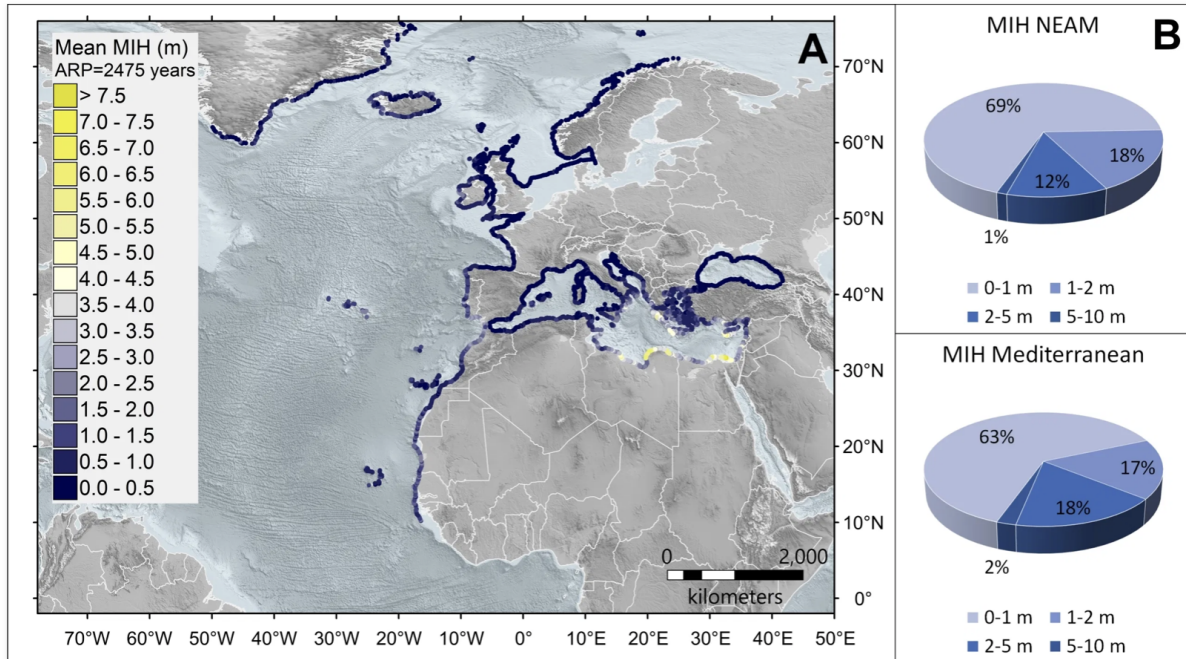 A
Mean MIH (m)
ARP=2475 years
> 7.5
7.0 - 7.5
6.5 - 7.0
6.0 - 6.5
5.5 - 6.0
5.0 - 5.5
4.5 - 5.0
4.0 - 4.5
3.5 - 4.0
3.0 - 3.5
2.5 - 3.0
2.0 - 2.5
1.5 - 2.0
1.0 - 1.5
0.5 - 1.0
0.0 - 0.5
70°N
60°N
50°N
40°N
30°N
20°N
10°N
0°
0 2,000
kilometers
70°W 60°W 50°W 40°W 30°W 20°W 10°W 0°E 10°E 20°E 30°E 40°E 50°E
B
MIH NEAM
69%
18%
12%
1%
0-1 m 1-2 m
2-5 m 5-10 m
MIH Mediterranean
63%
17%
18%
2%
0-1 m 1-2 m
2-5 m 5-10 m